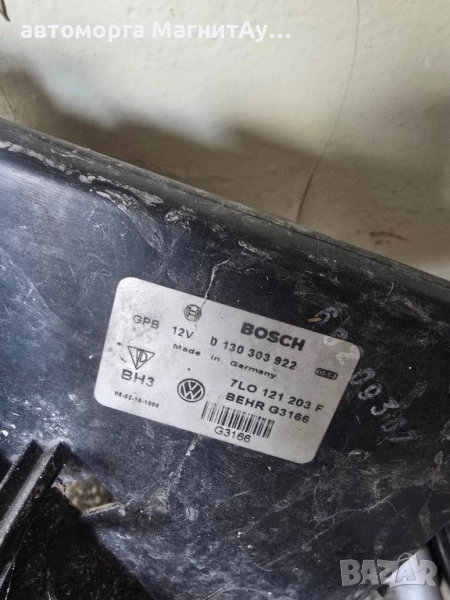 автоморга МагнитАу...
BOSCH
GPB 12V 0 130 303 922
Made in Germany
BH3
7L0 121 203 F
BEHR G3166
G3166
BAZAR